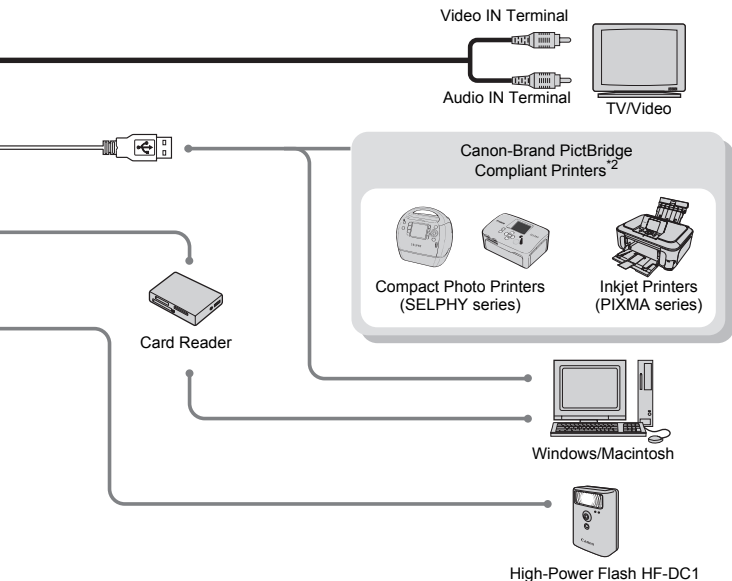 Video IN Terminal
Audio IN Terminal
TV/Video
Canon-Brand PictBridge
Compliant Printers*2
Compact Photo Printers
(SELPHY series)
Inkjet Printers
(PIXMA series)
Card Reader
Windows/Macintosh
Canon
High-Power Flash HF-DC1